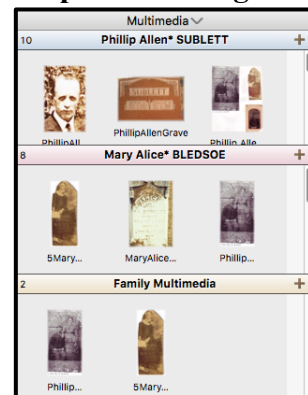 Multimedia
10 Phillip Allen* SUBLETT +
SUBLETT
PhillipAll
PhillipAllenGrave
Phillip Alle
8 Mary Alice* BLEDSOE +
5Mary...
MaryAlice...
Phillip...
2 Family Multimedia +
Phillip...
5Mary...